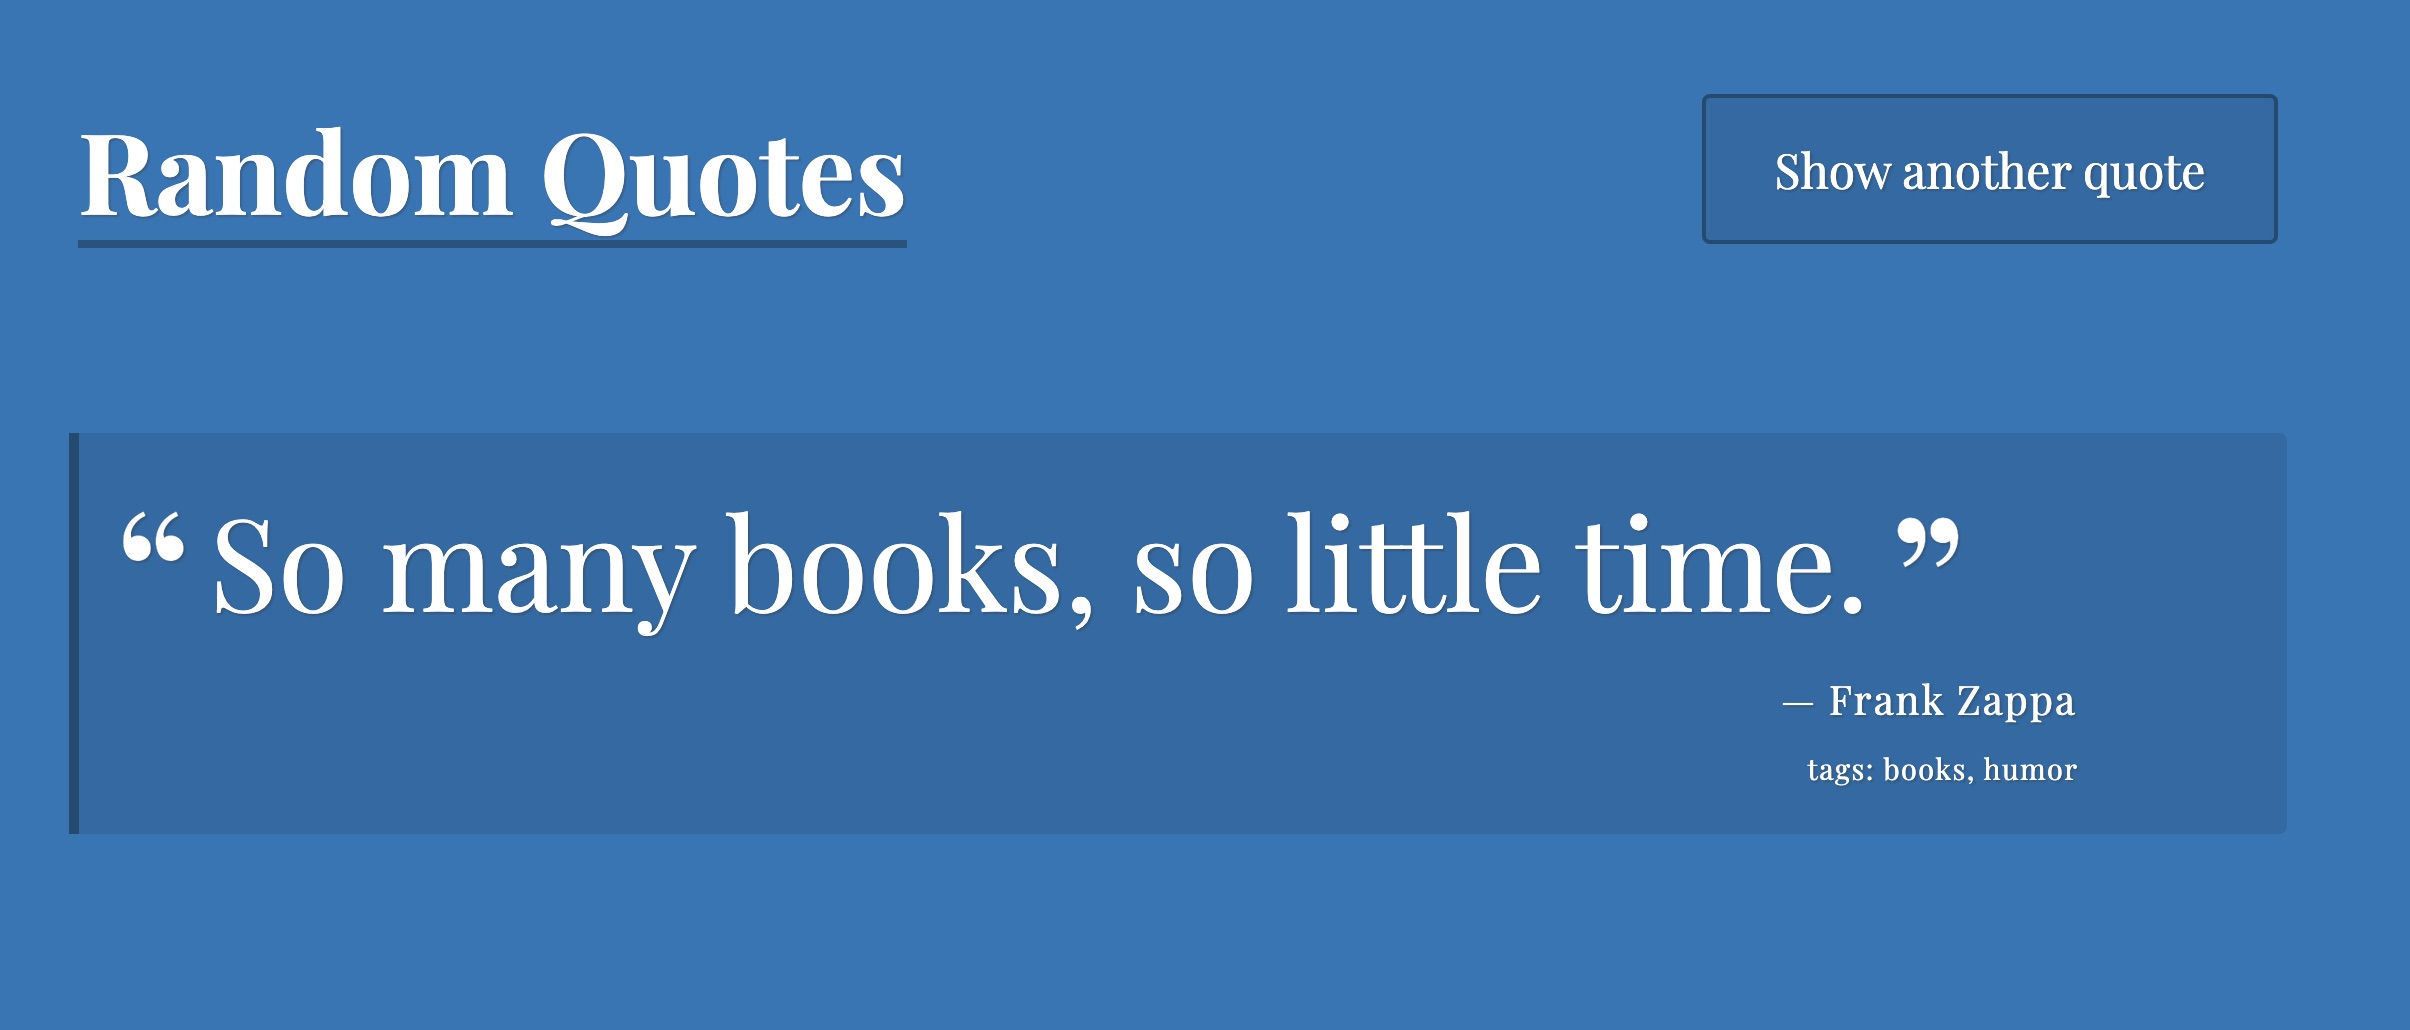 Random Quotes
Show another quote
“ So many books, so little time. ”
— Frank Zappa
tags: books, humor